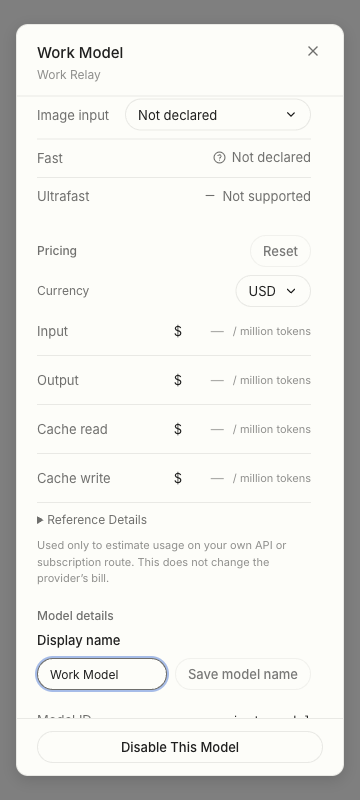 Work Model
Work Relay
Image input Not declared
Fast Not declared
Ultrafast — Not supported
Pricing Reset
Currency USD
Input $ — / million tokens
Output $ — / million tokens
Cache read $ — / million tokens
Cache write $ — / million tokens
Reference Details
Used only to estimate usage on your own API or
subscription route. This does not change the
provider’s bill.
Model details
Display name
Work Model Save model name
Model ID
Disable This Model